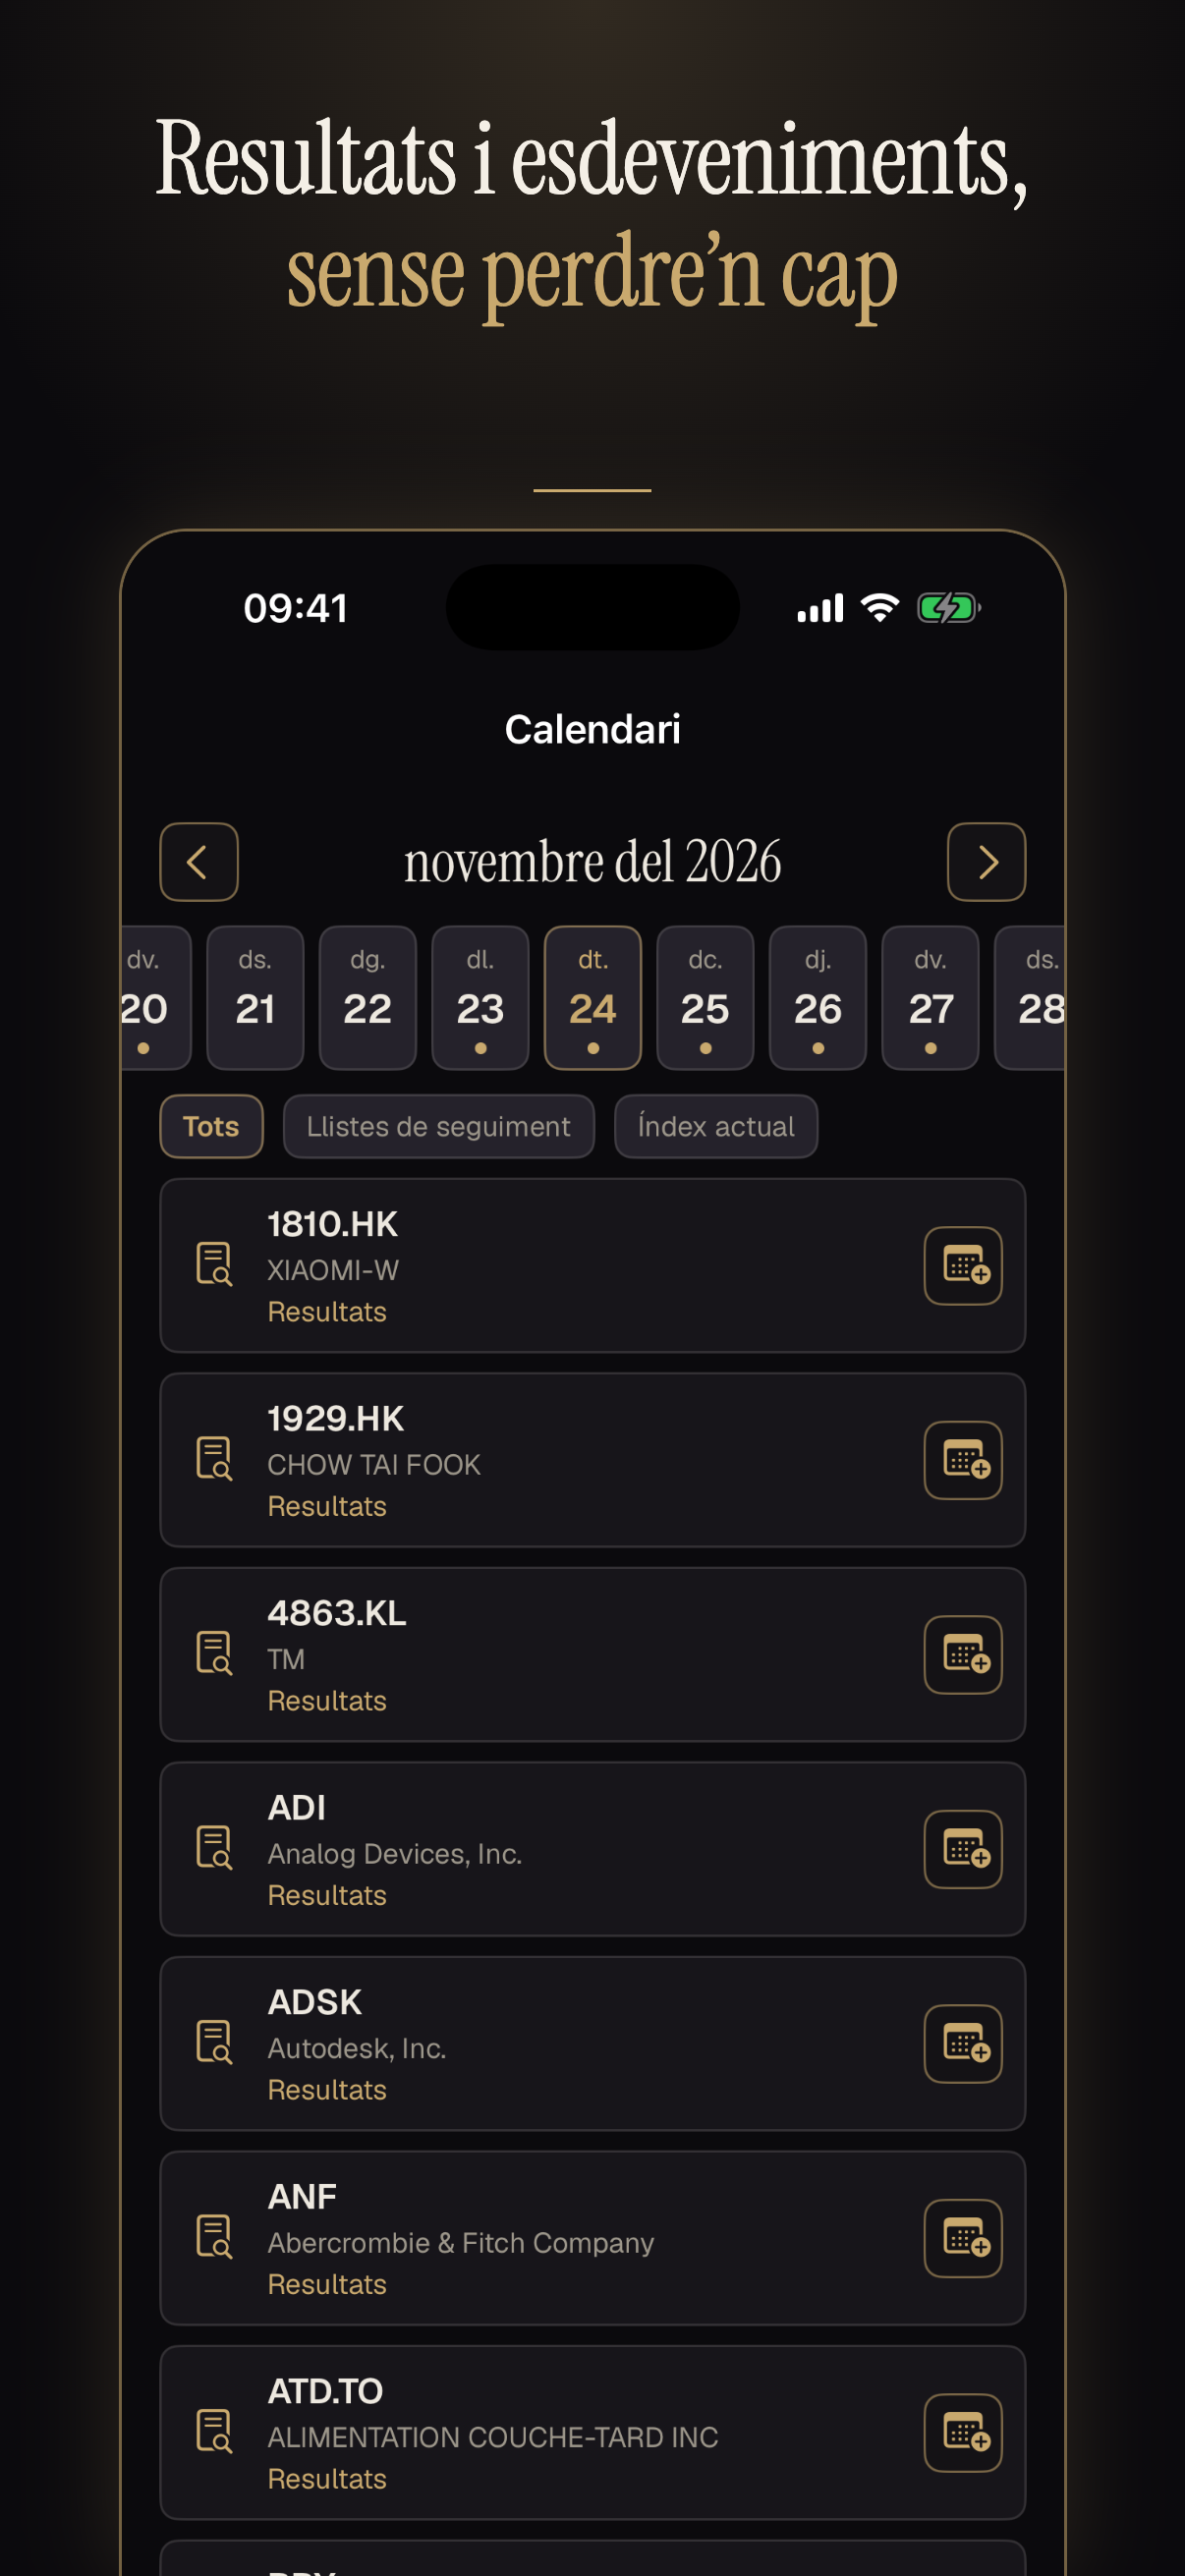 Resultats i esdeveniments,
sense perdre’n cap
09:41
Calendari
novembre del 2026
dv. ds. dg. dl. dt. dc. dj. dv. ds.
20 21 22 23 24 25 26 27 28
Tots Llistes de seguiment Índex actual
1810.HK
XIAOMI-W
Resultats
1929.HK
CHOW TAI FOOK
Resultats
4863.KL
TM
Resultats
ADI
Analog Devices, Inc.
Resultats
ADSK
Autodesk, Inc.
Resultats
ANF
Abercrombie & Fitch Company
Resultats
ATD.TO
ALIMENTATION COUCHE-TARD INC
Resultats